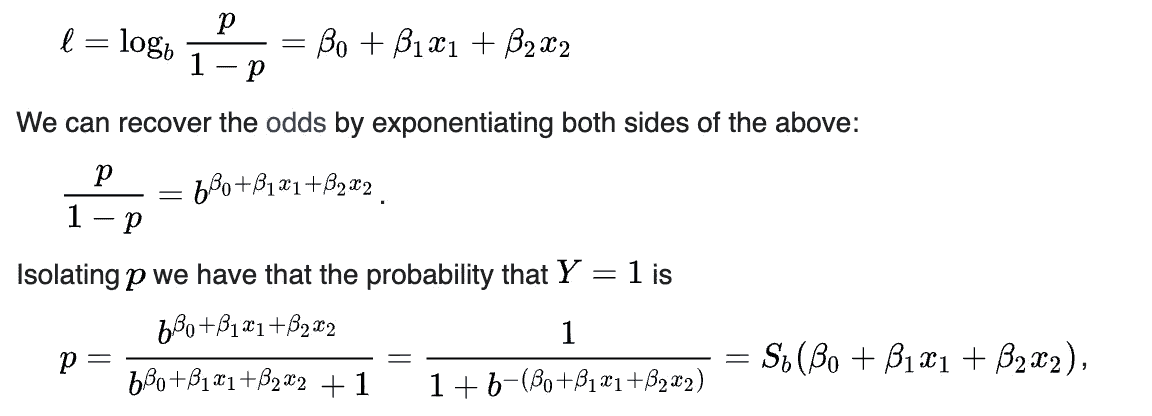 ℓ = log_b p/(1 − p) = β₀ + β₁x₁ + β₂x₂
We can recover the odds by exponentiating both sides of the above:
p/(1 − p) = b^(β₀+β₁x₁+β₂x₂).
Isolating p we have that the probability that Y = 1 is
p = b^(β₀+β₁x₁+β₂x₂)/(b^(β₀+β₁x₁+β₂x₂) + 1) = 1/(1 + b^−(β₀+β₁x₁+β₂x₂)) = S_b(β₀ + β₁x₁ + β₂x₂),